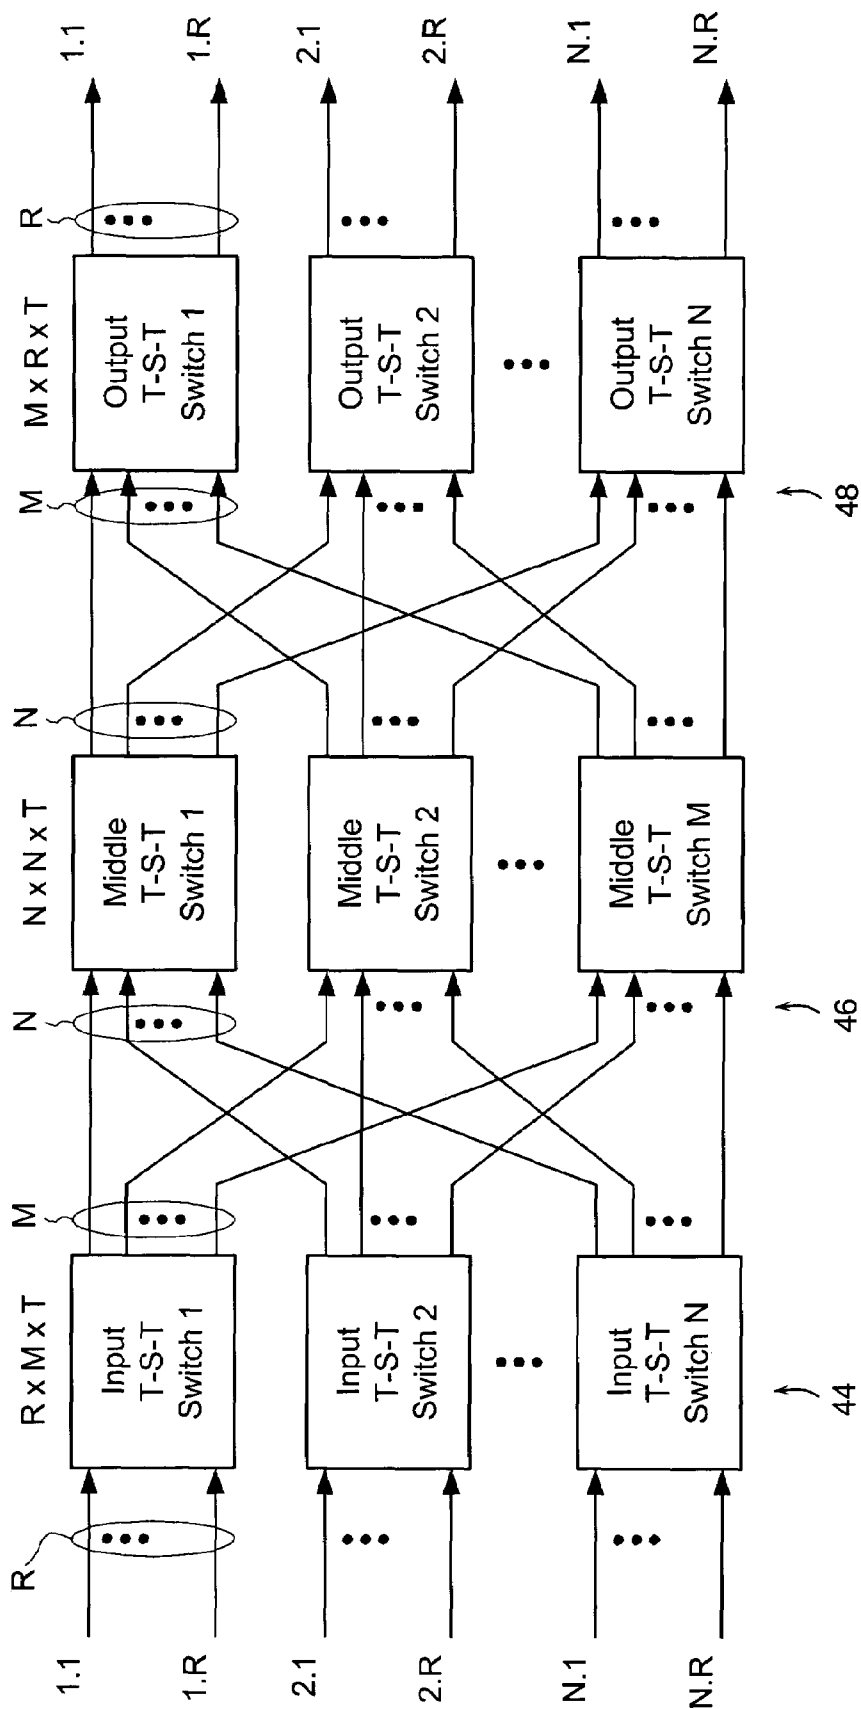 R x M x T
N x N x T
M x R x T
R
M
N
N
M
R
1.1
1.R
Input
T-S-T
Switch 1
Middle
T-S-T
Switch 1
Output
T-S-T
Switch 1
1.1
1.R
2.1
2.R
Input
T-S-T
Switch 2
Middle
T-S-T
Switch 2
Output
T-S-T
Switch 2
2.1
2.R
N.1
N.R
Input
T-S-T
Switch N
Middle
T-S-T
Switch M
Output
T-S-T
Switch N
N.1
N.R
44
46
48